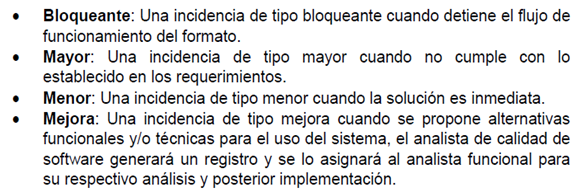 • Bloqueante: Una incidencia de tipo bloqueante cuando detiene el flujo de
funcionamiento del formato.
• Mayor: Una incidencia de tipo mayor cuando no cumple con lo
establecido en los requerimientos.
• Menor: Una incidencia de tipo menor cuando la solución es inmediata.
• Mejora: Una incidencia de tipo mejora cuando se propone alternativas
funcionales y/o técnicas para el uso del sistema, el analista de calidad de
software generará un registro y se lo asignará al analista funcional para
su respectivo análisis y posterior implementación.